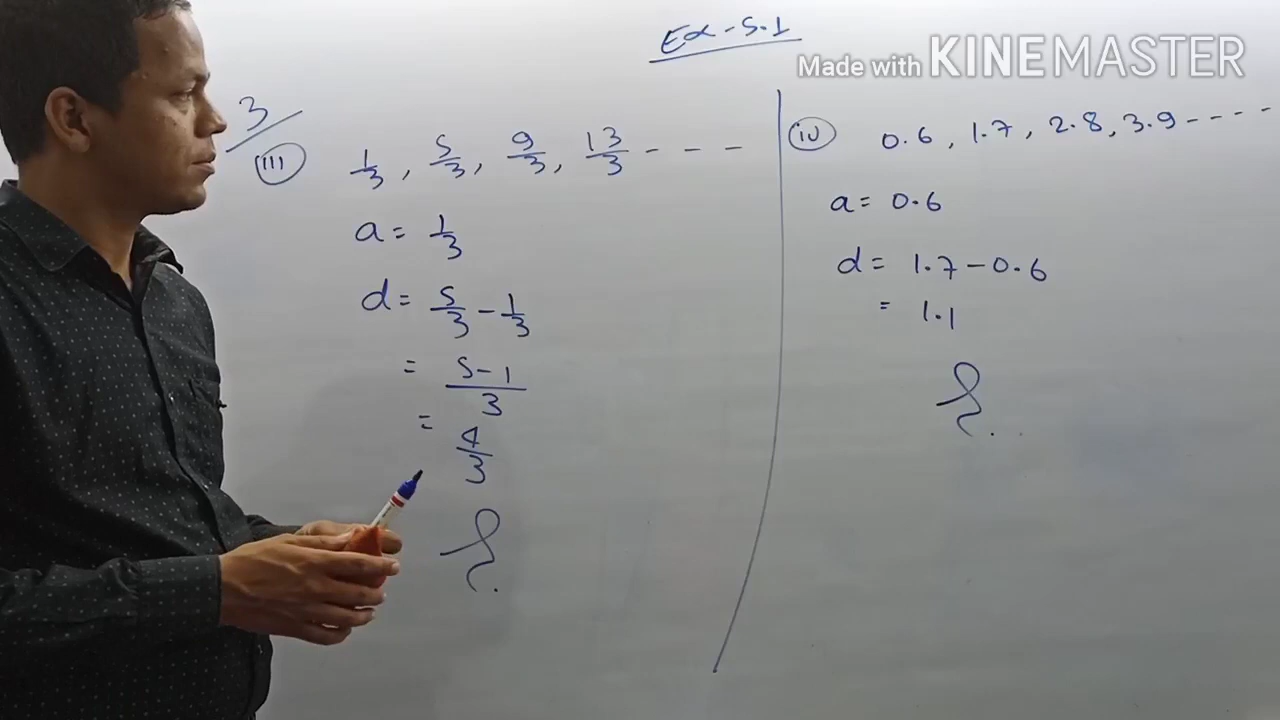 Ex-5.1
Made with KINEMASTER
3
(iii) 1/3, 5/3, 9/3, 13/3 - - -
a = 1/3
d = 5/3 - 1/3
= 5-1/3
= 4/3
(iv) 0.6, 1.7, 2.8, 3.9 - - - -
a = 0.6
d = 1.7 - 0.6
= 1.1